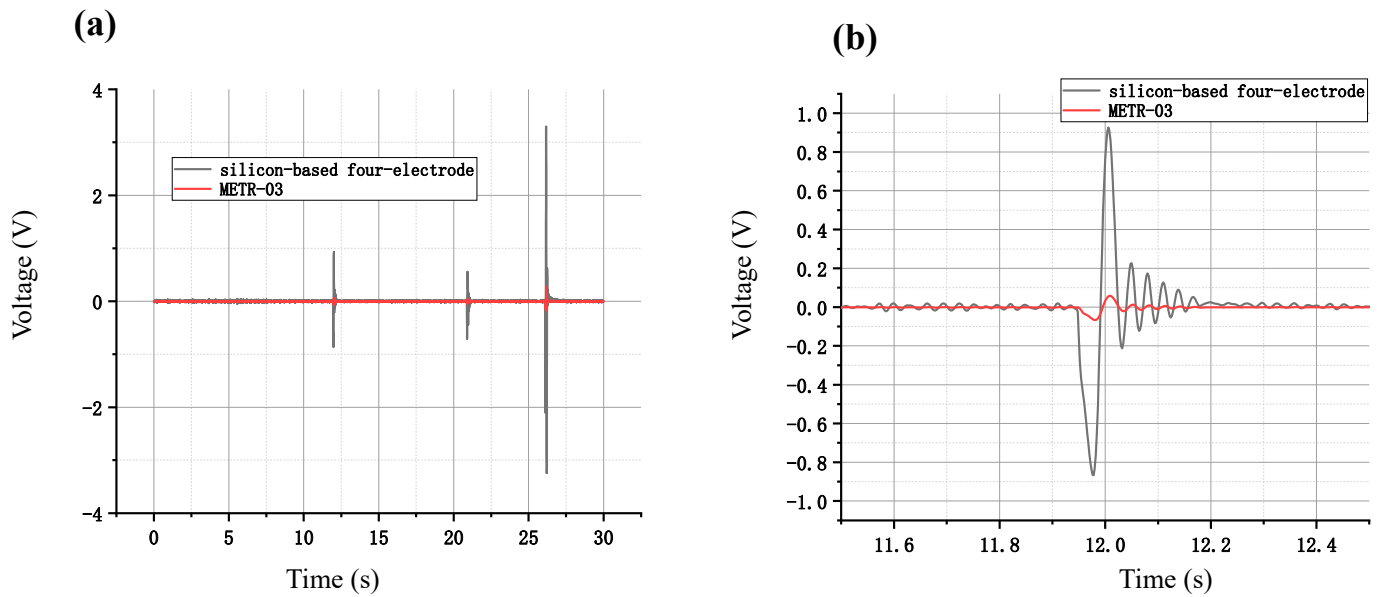 (a)
4
2
0
-2
-4
Voltage (V)
silicon-based four-electrode
METR-03
0 5 10 15 20 25 30
Time (s)
(b)
1.0
0.8
0.6
0.4
0.2
0.0
-0.2
-0.4
-0.6
-0.8
-1.0
Voltage (V)
silicon-based four-electrode
METR-03
11.6 11.8 12.0 12.2 12.4
Time (s)